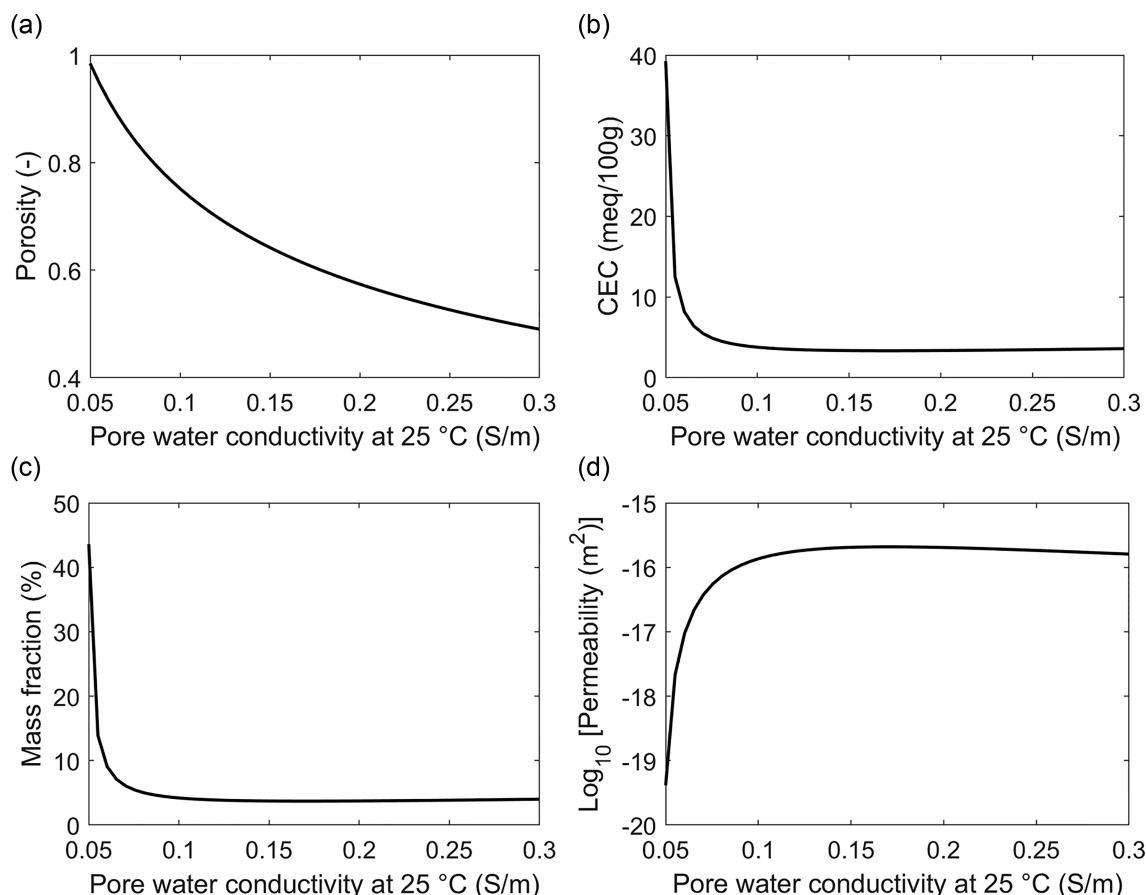 (a)
1
0.8
0.6
0.4
Porosity (-)
0.05 0.1 0.15 0.2 0.25 0.3
Pore water conductivity at 25 °C (S/m)
(b)
40
30
20
10
0
CEC (meq/100g)
0.05 0.1 0.15 0.2 0.25 0.3
Pore water conductivity at 25 °C (S/m)
(c)
50
40
30
20
10
0
Mass fraction (%)
0.05 0.1 0.15 0.2 0.25 0.3
Pore water conductivity at 25 °C (S/m)
(d)
-15
-16
-17
-18
-19
-20
Log10 [Permeability (m2)]
0.05 0.1 0.15 0.2 0.25 0.3
Pore water conductivity at 25 °C (S/m)